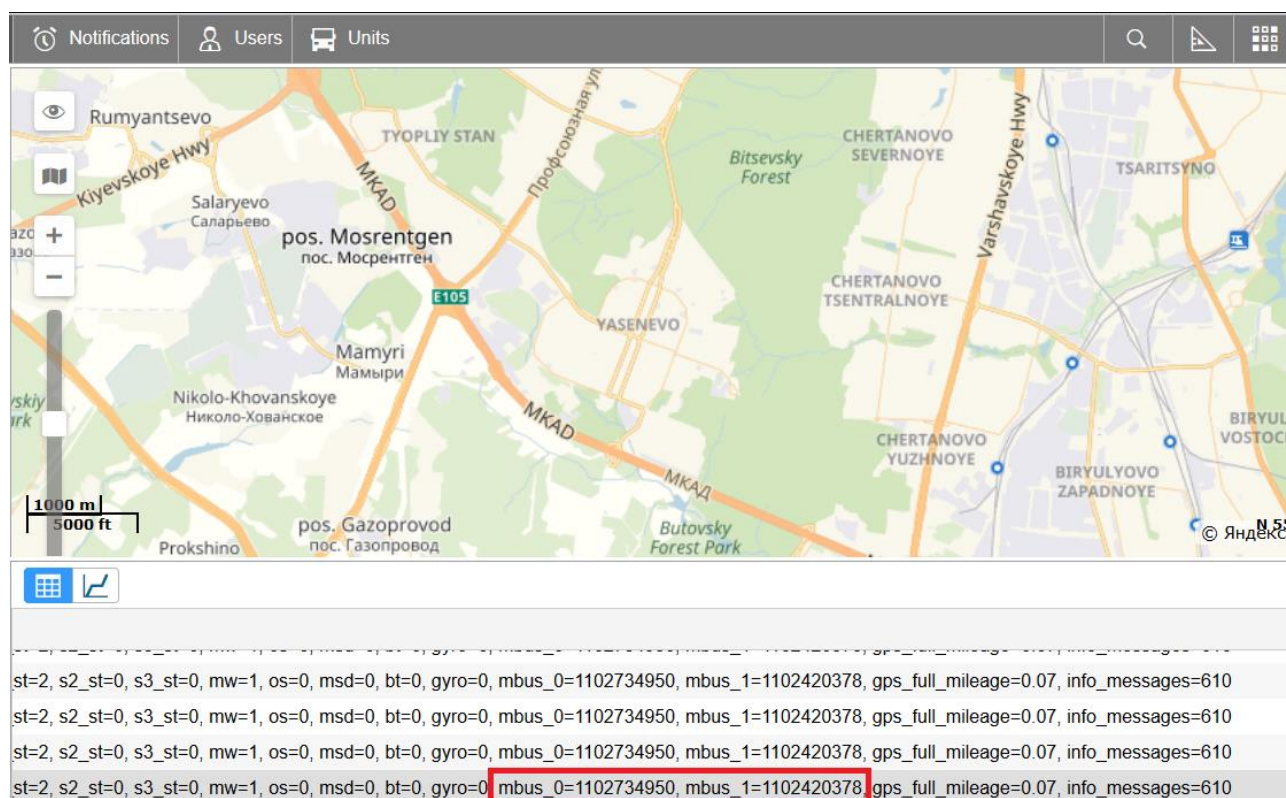 Notifications Users Units
Rumyantsevo
TYOPLIY STAN
Профсоюзная ул
Kiyevskoye Hwy
MKAD
Bitsevsky
Forest
CHERTANOVO
SEVERNOYE
Varshavskoye Hwy
TSARITSYNO
Salaryevo
Саларьево
pos. Mosrentgen
пос. Мосрентген
E105
YASENEVO
CHERTANOVO
TSENTRALNOYE
Mamyri
Мамыри
Nikolo-Khovanskoye
Николо-Хованское
MKAD
МКАД
CHERTANOVO
YUZHNOYE
BIRYULYOVO
ZAPADNOYE
BIRYUL
VOSTOC
1000 m
5000 ft
pos. Gazoprovod
пос. Газопровод
Prokshino
Butovsky
Forest Park
© Яндекс
st=2, s2_st=0, s3_st=0, mw=1, os=0, msd=0, bt=0, gyro=0, mbus_0=1102734950, mbus_1=1102420378, gps_full_mileage=0.07, info_messages=610
st=2, s2_st=0, s3_st=0, mw=1, os=0, msd=0, bt=0, gyro=0, mbus_0=1102734950, mbus_1=1102420378, gps_full_mileage=0.07, info_messages=610
st=2, s2_st=0, s3_st=0, mw=1, os=0, msd=0, bt=0, gyro=0, mbus_0=1102734950, mbus_1=1102420378, gps_full_mileage=0.07, info_messages=610
st=2, s2_st=0, s3_st=0, mw=1, os=0, msd=0, bt=0, gyro=0, mbus_0=1102734950, mbus_1=1102420378, gps_full_mileage=0.07, info_messages=610